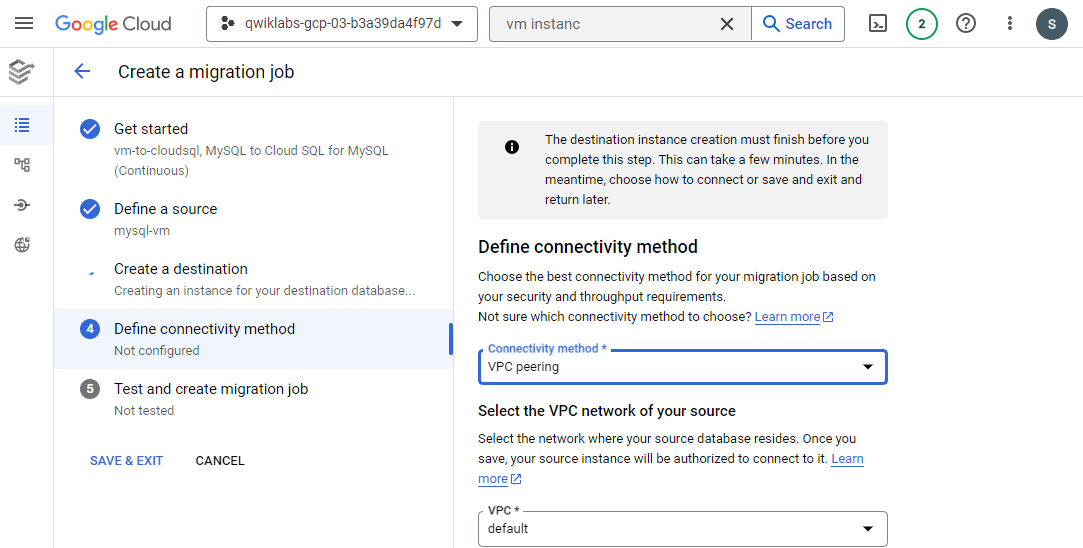 Google Cloud
qwiklabs-gcp-03-b3a39da4f97d
vm instanc
Search
2
S
Create a migration job
Get started
vm-to-cloudsql, MySQL to Cloud SQL for MySQL
(Continuous)
Define a source
mysql-vm
Create a destination
Creating an instance for your destination database...
4
Define connectivity method
Not configured
5
Test and create migration job
Not tested
SAVE & EXIT
CANCEL
The destination instance creation must finish before you
complete this step. This can take a few minutes. In the
meantime, choose how to connect or save and exit and
return later.
Define connectivity method
Choose the best connectivity method for your migration job based on
your security and throughput requirements.
Not sure which connectivity method to choose? Learn more
Connectivity method *
VPC peering
Select the VPC network of your source
Select the network where your source database resides. Once you
save, your source instance will be authorized to connect to it. Learn
more
VPC *
default